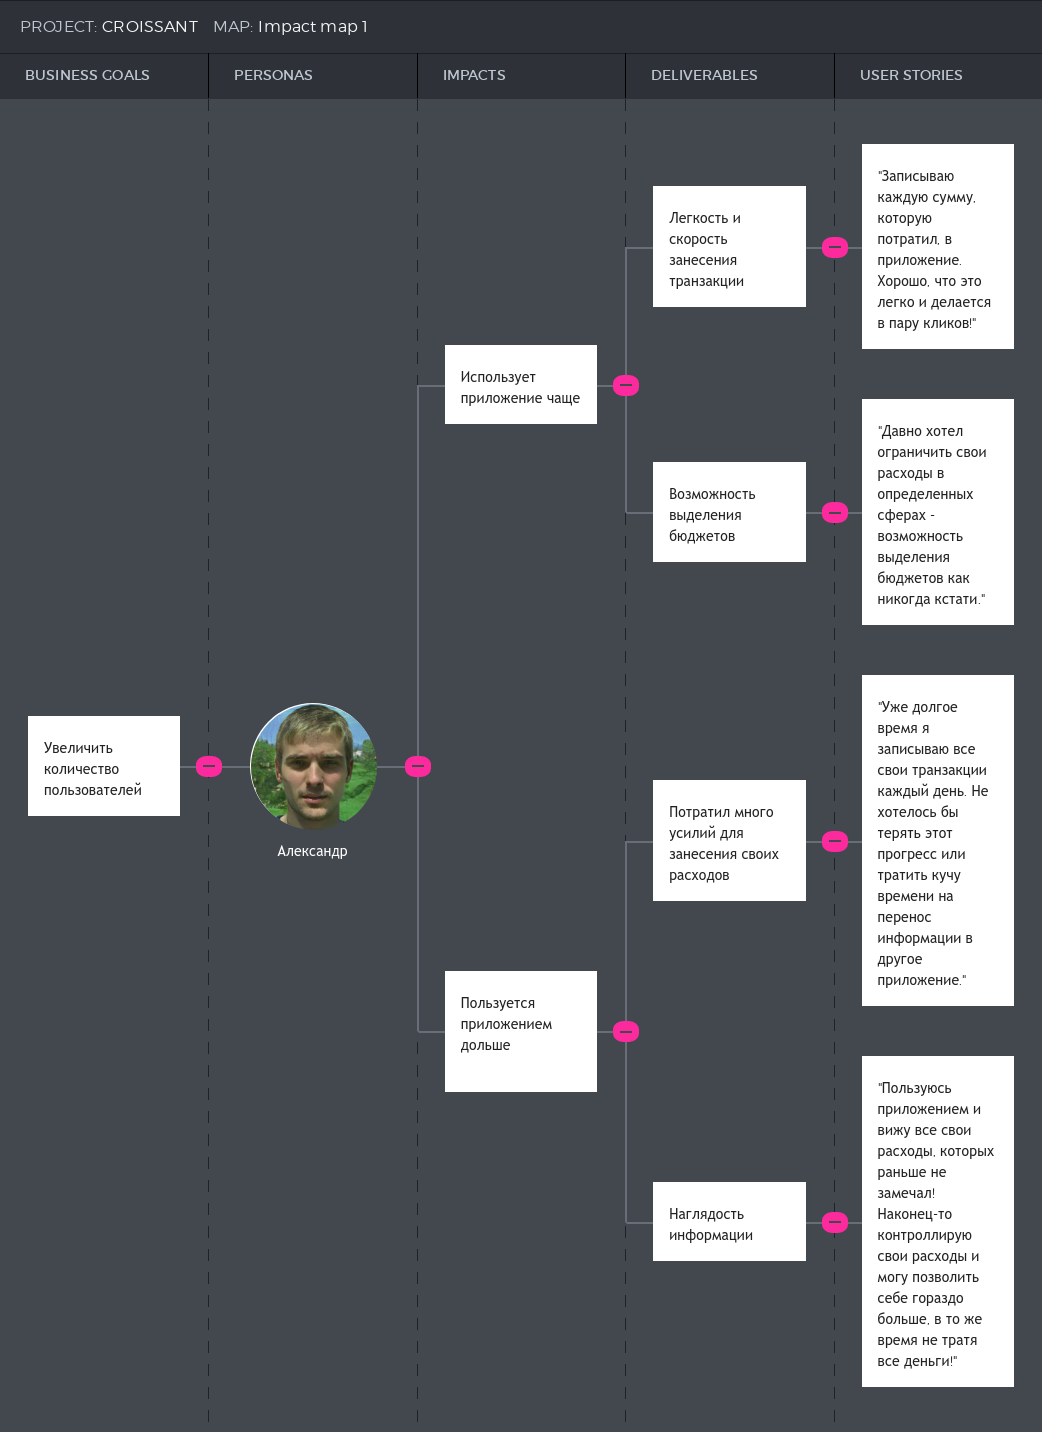 PROJECT: CROISSANT MAP: Impact map 1
BUSINESS GOALS
PERSONAS
IMPACTS
DELIVERABLES
USER STORIES
Увеличить
количество
пользователей
Александр
Использует
приложение чаще
Легкость и
скорость
занесения
транзакции
"Записываю
каждую сумму,
которую
потратил, в
приложение.
Хорошо, что это
легко и делается
в пару кликов!"
Возможность
выделения
бюджетов
"Давно хотел
ограничить свои
расходы в
определенных
сферах -
возможность
выделения
бюджетов как
никогда кстати."
Пользуется
приложением
дольше
Потратил много
усилий для
занесения своих
расходов
"Уже долгое
время я
записываю все
свои транзакции
каждый день. Не
хотелось бы
терять этот
прогресс или
тратить кучу
времени на
перенос
информации в
другое
приложение."
Наглядость
информации
"Пользуюсь
приложением и
вижу все свои
расходы, которых
раньше не
замечал!
Наконец-то
контроллирую
свои расходы и
могу позволить
себе гораздо
больше, в то же
время не тратя
все деньги!"